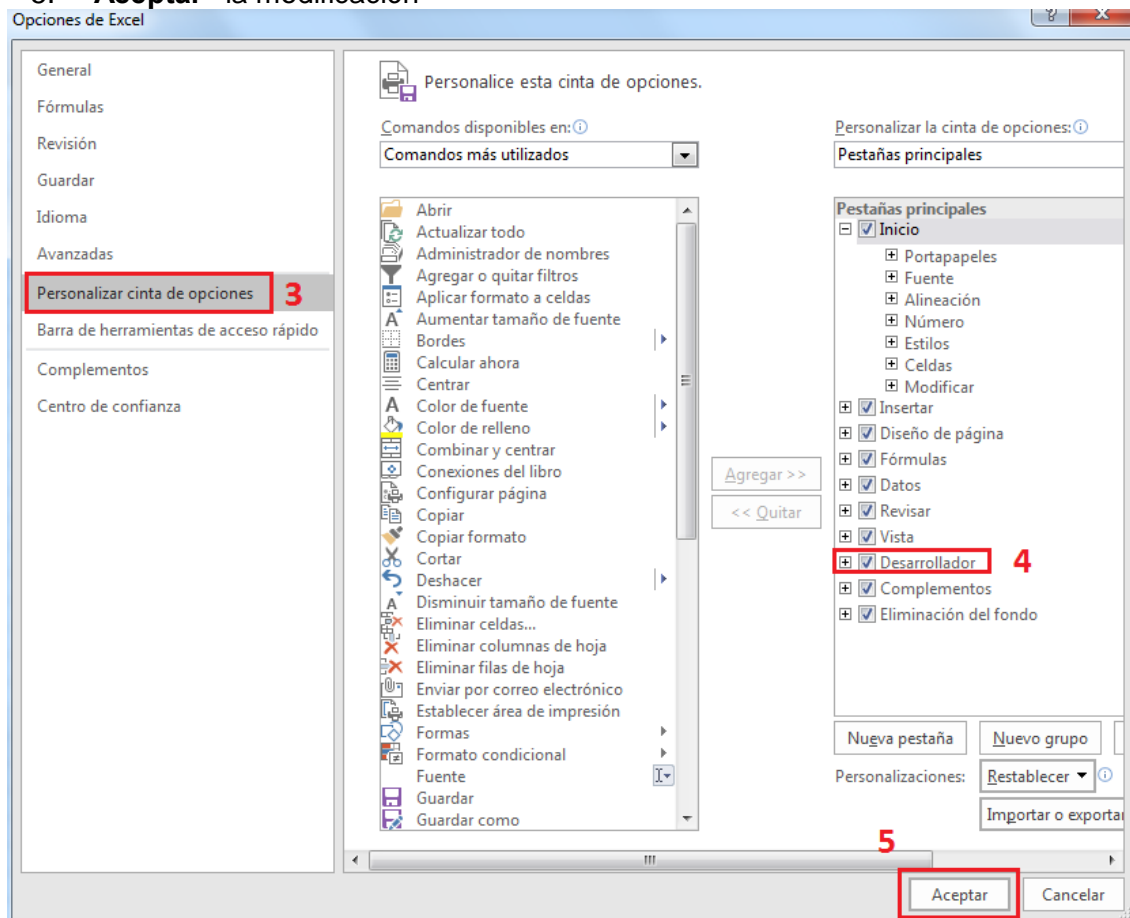 "Aceptar" la modificación
Opciones de Excel
General
Fórmulas
Revisión
Guardar
Idioma
Avanzadas
Personalizar cinta de opciones 3
Barra de herramientas de acceso rápido
Complementos
Centro de confianza
Personalice esta cinta de opciones.
Comandos disponibles en:
Comandos más utilizados
Abrir
Actualizar todo
Administrador de nombres
Agregar o quitar filtros
Aplicar formato a celdas
Aumentar tamaño de fuente
Bordes
Calcular ahora
Centrar
Color de fuente
Color de relleno
Combinar y centrar
Conexiones del libro
Configurar página
Copiar
Copiar formato
Cortar
Deshacer
Disminuir tamaño de fuente
Eliminar celdas...
Eliminar columnas de hoja
Eliminar filas de hoja
Enviar por correo electrónico
Establecer área de impresión
Formas
Formato condicional
Fuente
Guardar
Guardar como
Agregar >>
<< Quitar
Personalizar la cinta de opciones:
Pestañas principales
Pestañas principales
Inicio
Portapapeles
Fuente
Alineación
Número
Estilos
Celdas
Modificar
Insertar
Diseño de página
Fórmulas
Datos
Revisar
Vista
Desarrollador 4
Complementos
Eliminación del fondo
Nueva pestaña
Nuevo grupo
Personalizaciones:
Restablecer
Importar o exportar
5
Aceptar
Cancelar